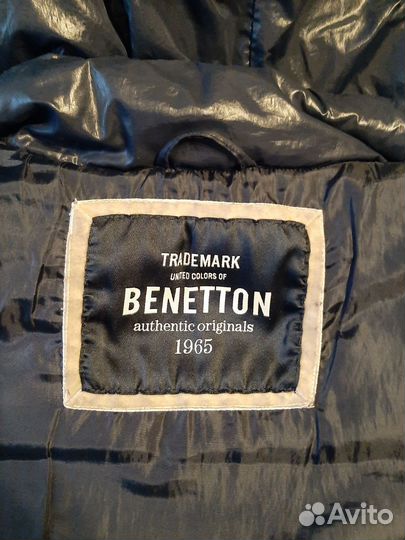 TRADEMARK
UNITED COLORS OF
BENETTON
authentic originals
1965
Avito